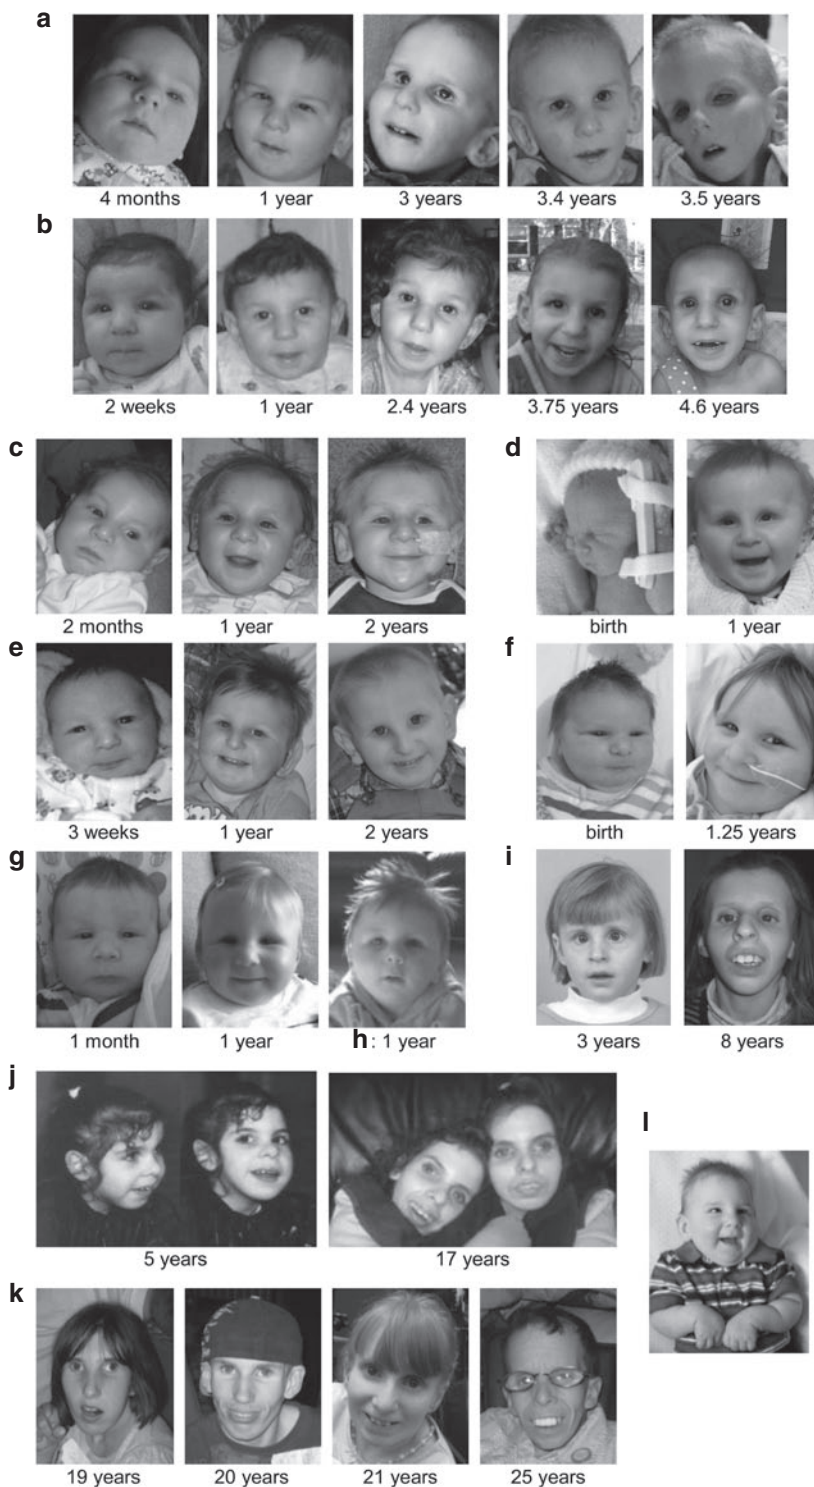 a
4 months 1 year 3 years 3.4 years 3.5 years
b
2 weeks 1 year 2.4 years 3.75 years 4.6 years
c d
2 months 1 year 2 years birth 1 year
e f
3 weeks 1 year 2 years birth 1.25 years
g i
1 month 1 year h: 1 year 3 years 8 years
j
l
5 years 17 years
k
19 years 20 years 21 years 25 years